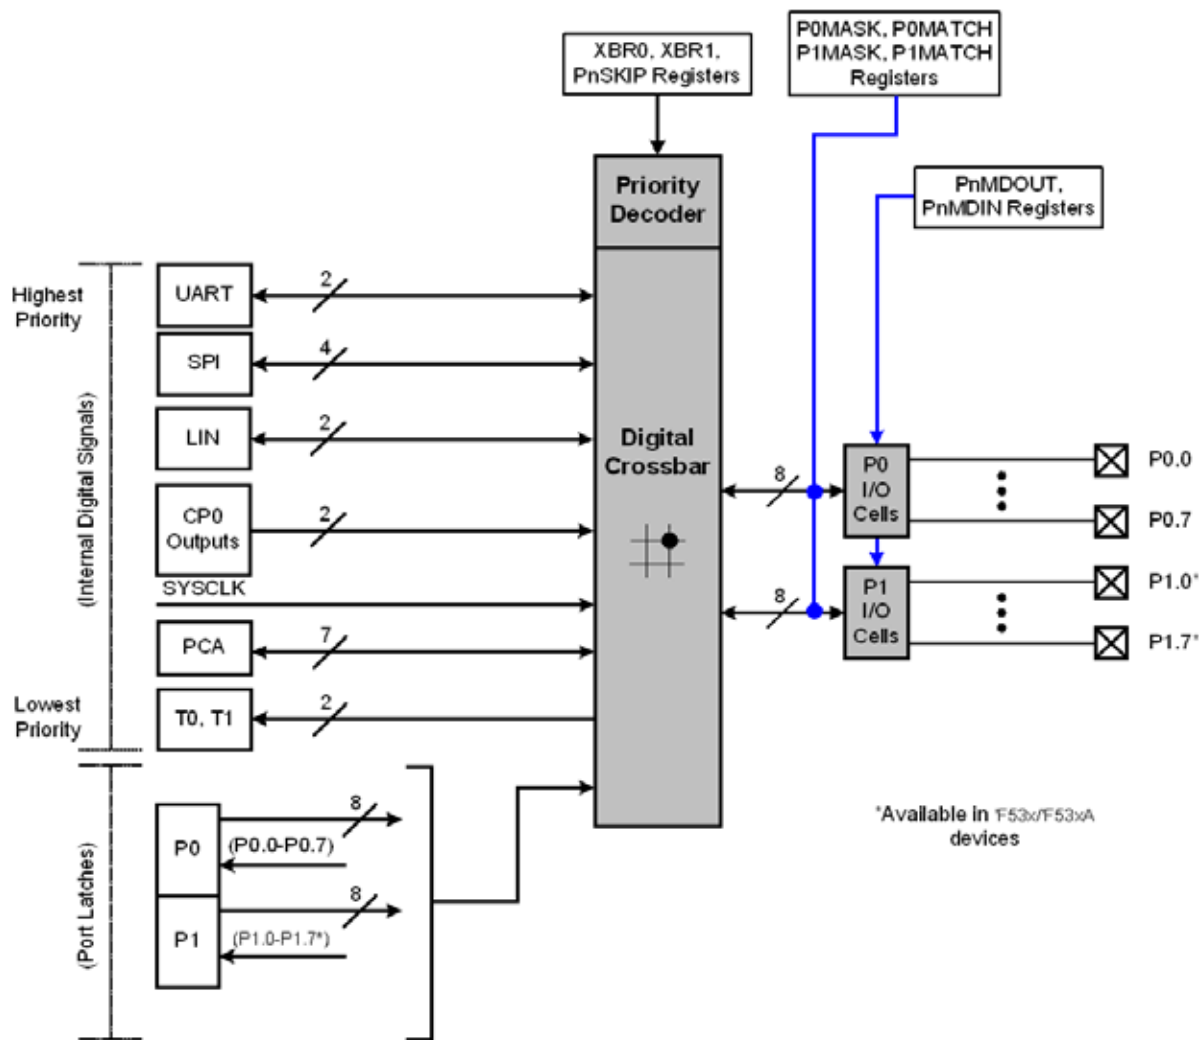 XBR0, XBR1,
PnSKIP Registers
P0MASK, P0MATCH
P1MASK, P1MATCH
Registers
PnMDOUT,
PnMDIN Registers
Priority
Decoder
Highest
Priority
(Internal Digital Signals)
UART
2
SPI
4
LIN
2
CP0
Outputs
2
SYSCLK
PCA
7
Lowest
Priority
T0, T1
2
Digital
Crossbar
8
P0
I/O
Cells
P0.0
P0.7
8
P1
I/O
Cells
P1.0*
P1.7*
(Port Latches)
P0
8
(P0.0-P0.7)
P1
8
(P1.0-P1.7*)
*Available in 'F53x/'F53xA
devices